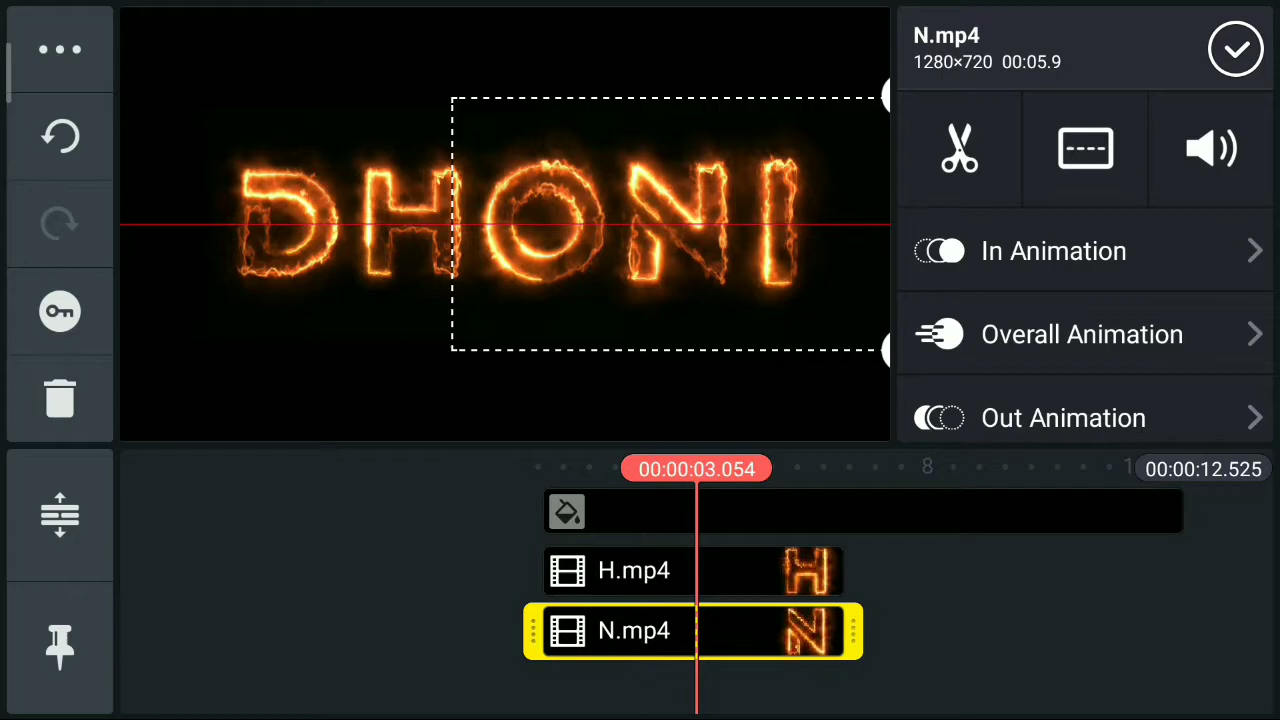 N.mp4
1280×720 00:05.9
DHONI
In Animation
Overall Animation
Out Animation
00:00:03.054
8
1
00:00:12.525
H.mp4
H
N.mp4
N